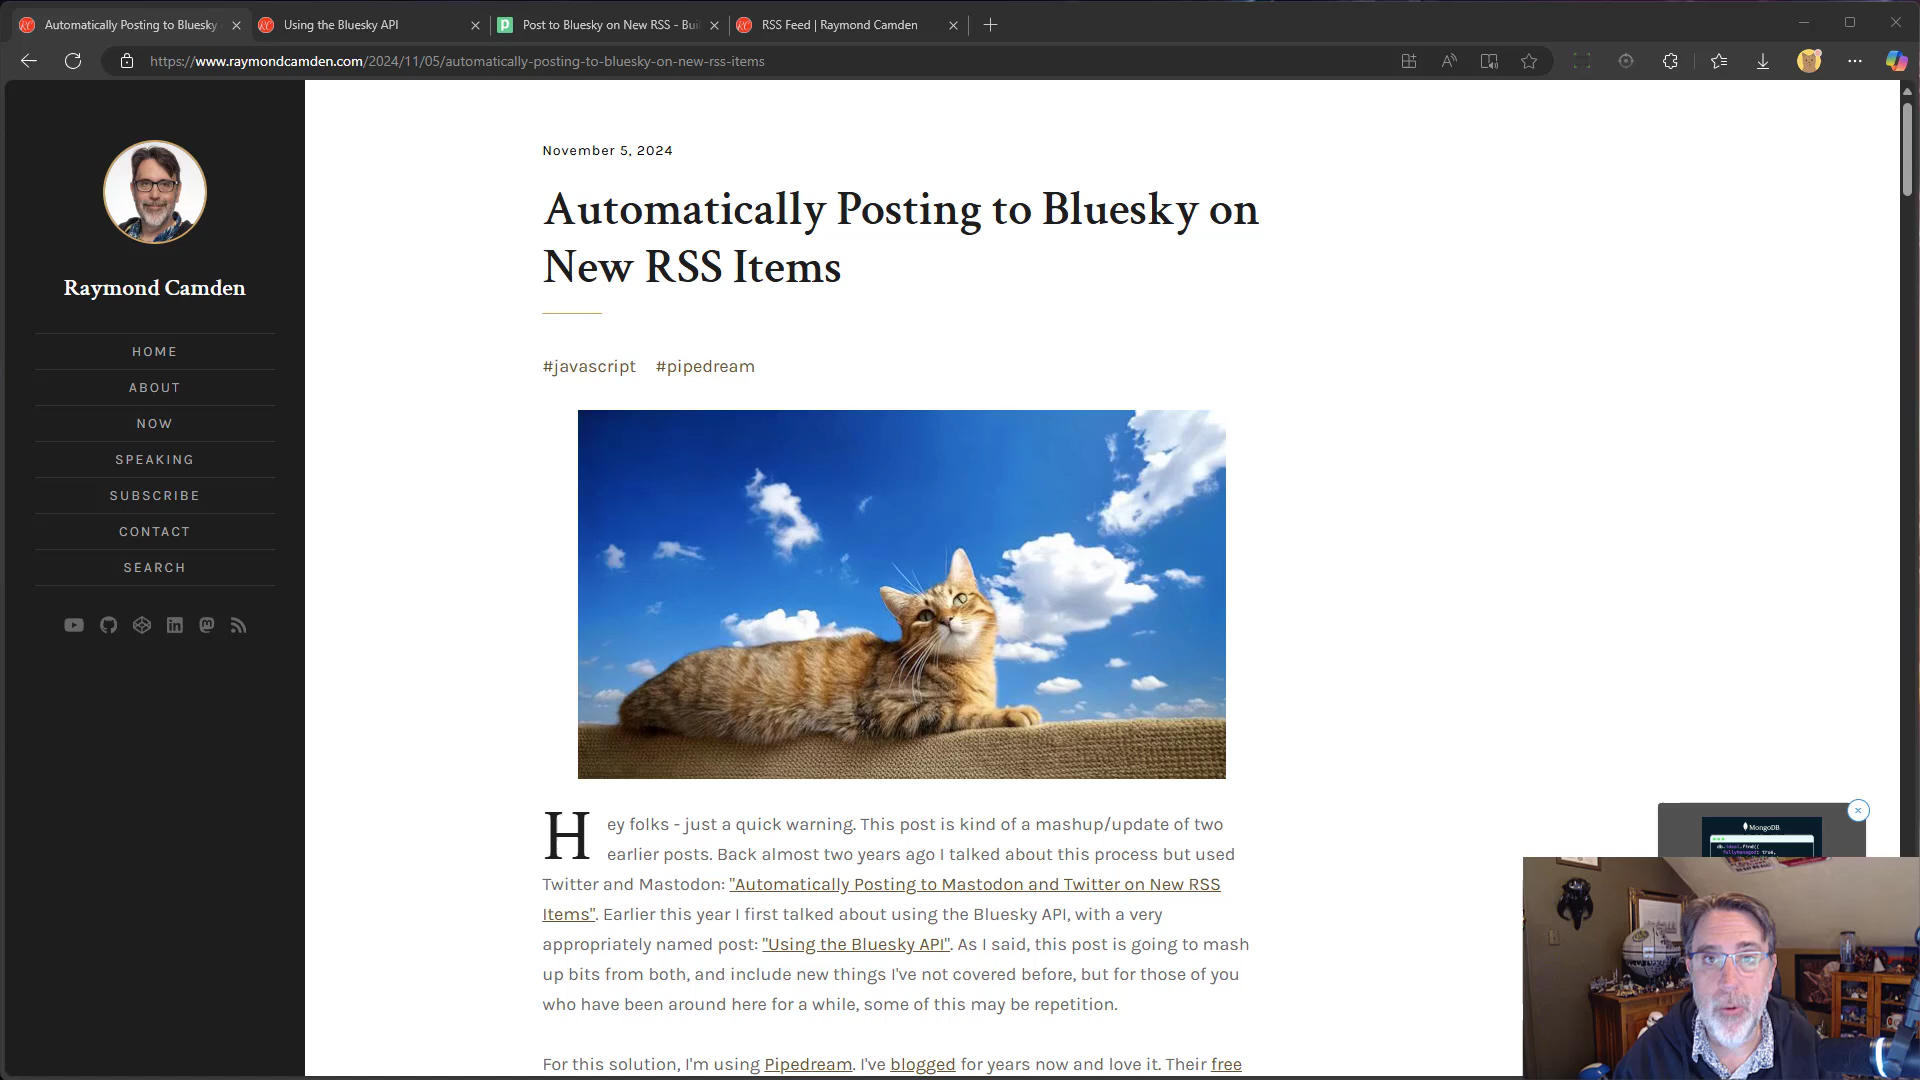 Automatically Posting to Bluesky
Using the Bluesky API
Post to Bluesky on New RSS - Bui
RSS Feed | Raymond Camden
https://www.raymondcamden.com/2024/11/05/automatically-posting-to-bluesky-on-new-rss-items
Raymond Camden
HOME
ABOUT
NOW
SPEAKING
SUBSCRIBE
CONTACT
SEARCH
November 5, 2024
Automatically Posting to Bluesky on
New RSS Items
#javascript #pipedream
Hey folks - just a quick warning. This post is kind of a mashup/update of two
earlier posts. Back almost two years ago I talked about this process but used
Twitter and Mastodon: "Automatically Posting to Mastodon and Twitter on New RSS
Items". Earlier this year I first talked about using the Bluesky API, with a very
appropriately named post: "Using the Bluesky API". As I said, this post is going to mash
up bits from both, and include new things I've not covered before, but for those of you
who have been around here for a while, some of this may be repetition.
For this solution, I'm using Pipedream. I've blogged for years now and love it. Their free
MongoDB